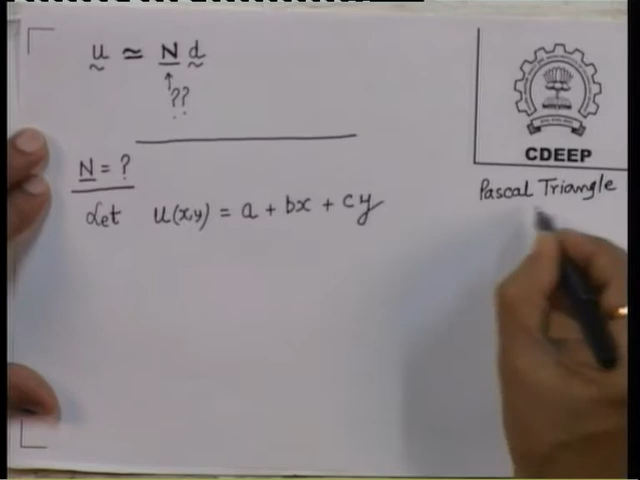 u ≃ N d
↑
??
N = ?
Let u(x,y) = a + bx + cy
CDEEP
Pascal Triangle